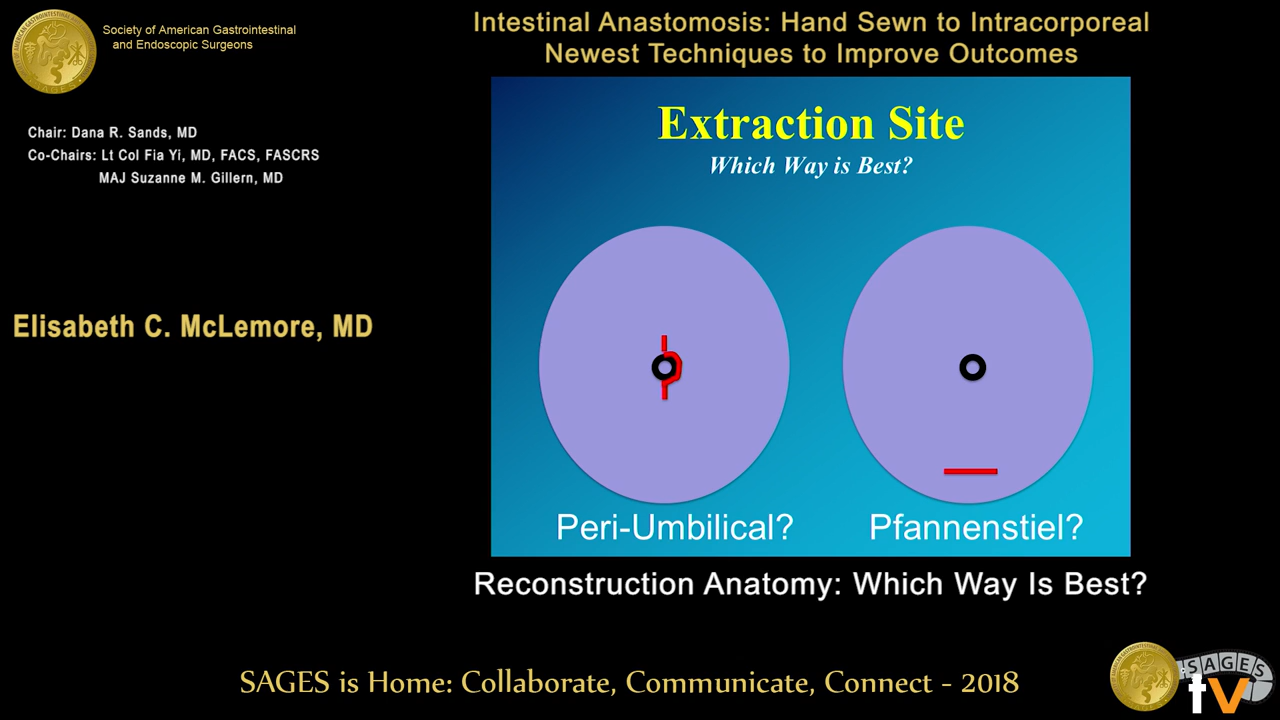 Society of American Gastrointestinal
and Endoscopic Surgeons
Intestinal Anastomosis: Hand Sewn to Intracorporeal
Newest Techniques to Improve Outcomes
Chair: Dana R. Sands, MD
Co-Chairs: Lt Col Fia Yi, MD, FACS, FASCRS
MAJ Suzanne M. Gillern, MD
Elisabeth C. McLemore, MD
Extraction Site
Which Way is Best?
Peri-Umbilical?
Pfannenstiel?
Reconstruction Anatomy: Which Way Is Best?
SAGES is Home: Collaborate, Communicate, Connect - 2018
SAGES
tv